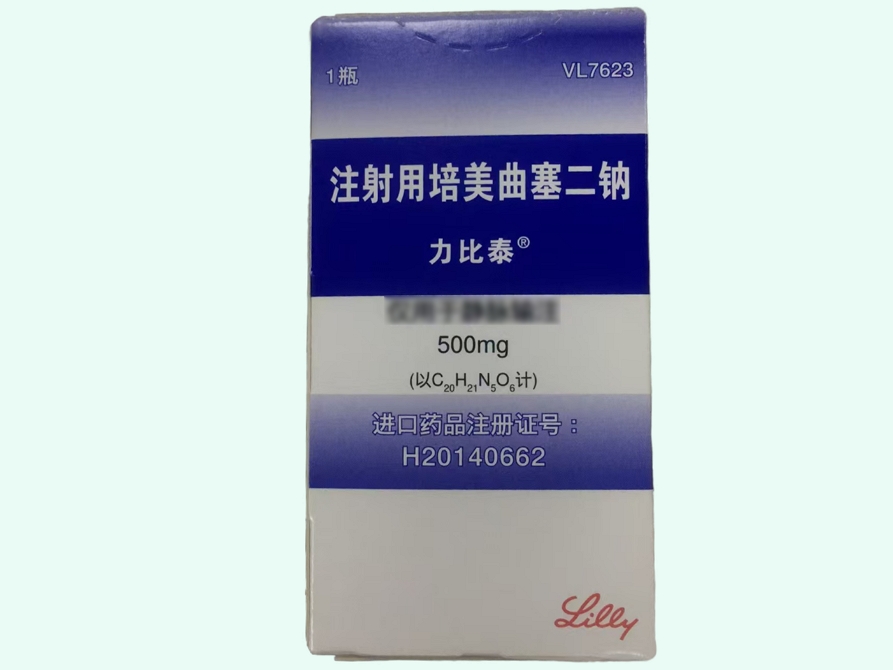 1瓶
VL7623
注射用培美曲塞二钠
力比泰®
500mg
(以C₂₀H₂₁N₅O₆计)
进口药品注册证号：
H20140662
Lilly